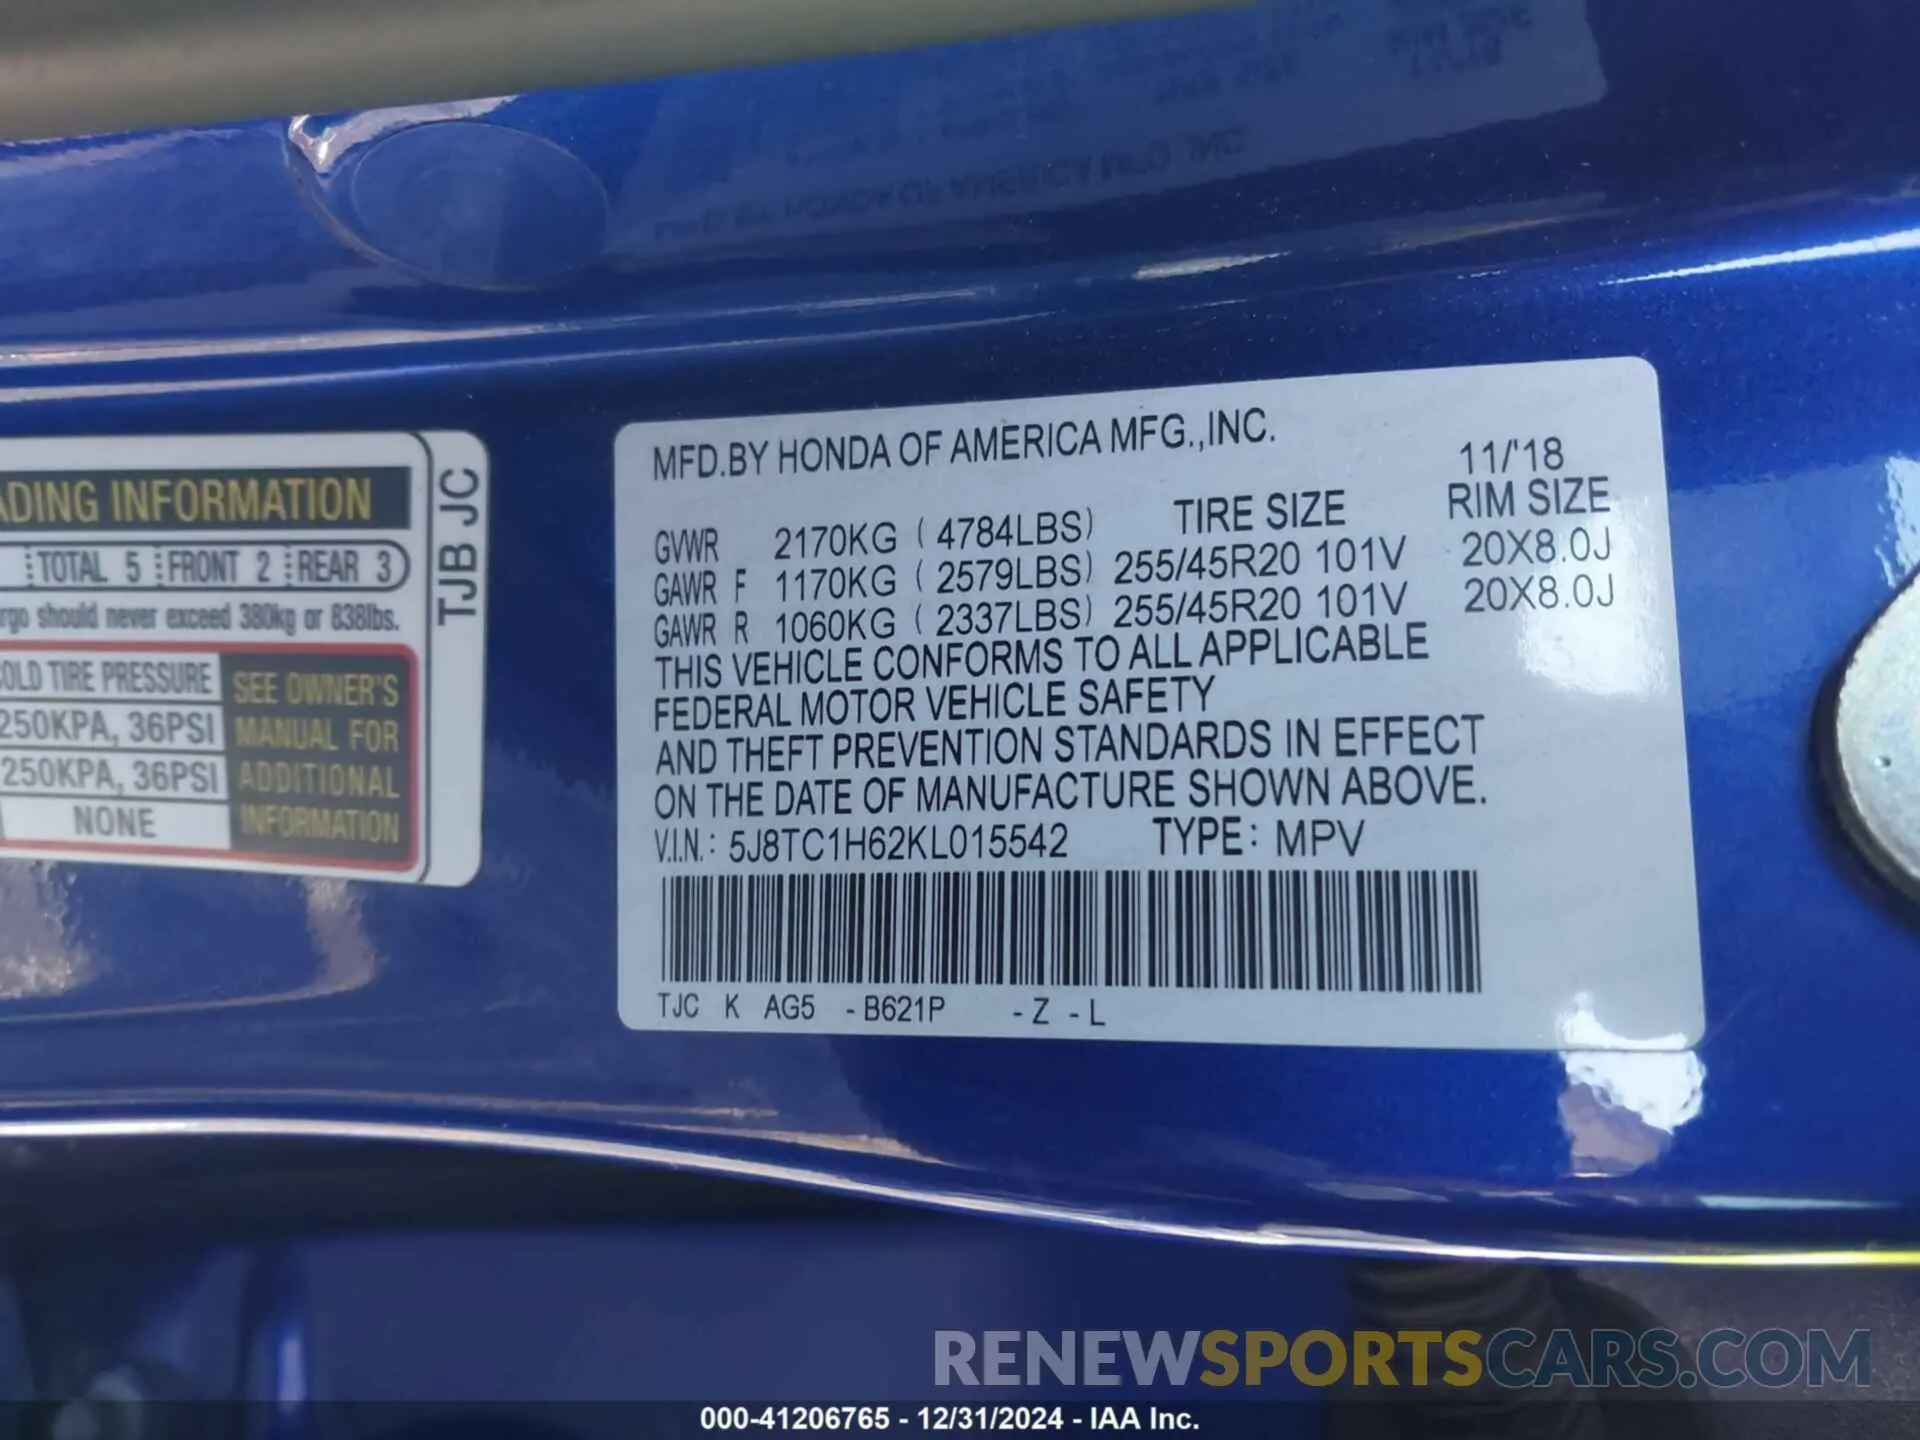 ADING INFORMATION
TOTAL 5 FRONT 2 REAR 3
should never exceed 380kg or 838lbs.
TIRE PRESSURE
250KPA, 36PSI
250KPA, 36PSI
NONE
SEE OWNER'S
MANUAL FOR
ADDITIONAL
INFORMATION
TJB JC
MFD.BY HONDA OF AMERICA MFG.,INC.
11/'18
GVWR 2170KG ( 4784LBS) TIRE SIZE RIM SIZE
GAWR F 1170KG ( 2579LBS) 255/45R20 101V 20X8.0J
GAWR R 1060KG ( 2337LBS) 255/45R20 101V 20X8.0J
THIS VEHICLE CONFORMS TO ALL APPLICABLE
FEDERAL MOTOR VEHICLE SAFETY
AND THEFT PREVENTION STANDARDS IN EFFECT
ON THE DATE OF MANUFACTURE SHOWN ABOVE.
V.I.N.: 5J8TC1H62KL015542 TYPE: MPV
TJC K AG5 -B621P -Z -L
RENEWSPORTSCARS.COM
000-41206765 - 12/31/2024 - IAA Inc.